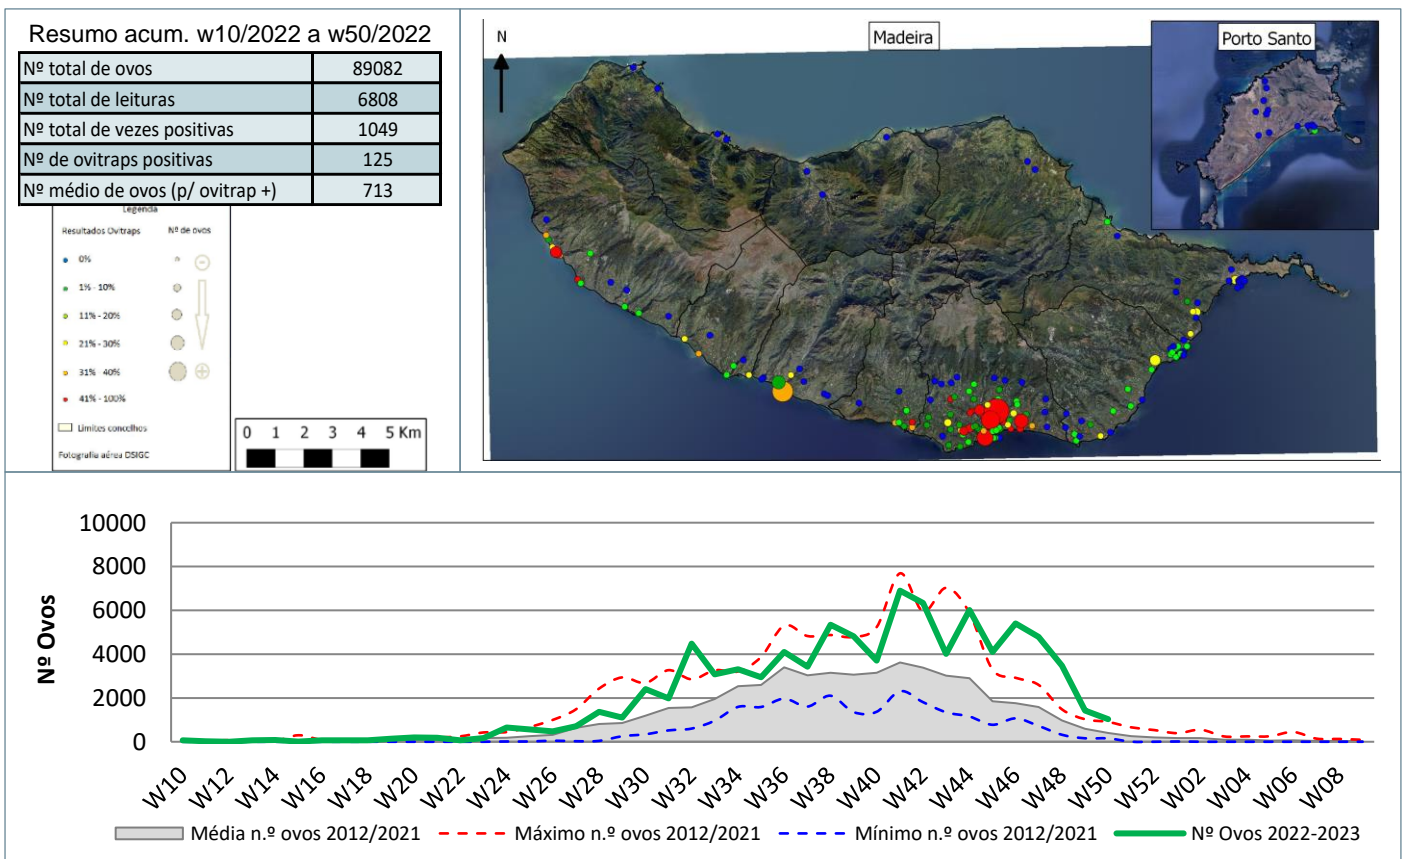 Resumo acum. w10/2022 a w50/2022
Nº total de ovos 89082
Nº total de leituras 6808
Nº total de vezes positivas 1049
Nº de ovitraps positivas 125
Nº médio de ovos (p/ ovitrap +) 713
Legenda
Resultados Ovitraps Nº de ovos
0%
1% - 10%
11% - 20%
21% - 30%
31% - 40%
41% - 100%
Limites concelhos
Fotografia aérea DSIGC
0 1 2 3 4 5 Km
N
Madeira
Porto Santo
Nº Ovos
10000
8000
6000
4000
2000
0
W10 W12 W14 W16 W18 W20 W22 W24 W26 W28 W30 W32 W34 W36 W38 W40 W42 W44 W46 W48 W50 W52 W02 W04 W06 W08
Média n.º ovos 2012/2021 Máximo n.º ovos 2012/2021 Mínimo n.º ovos 2012/2021 Nº Ovos 2022-2023